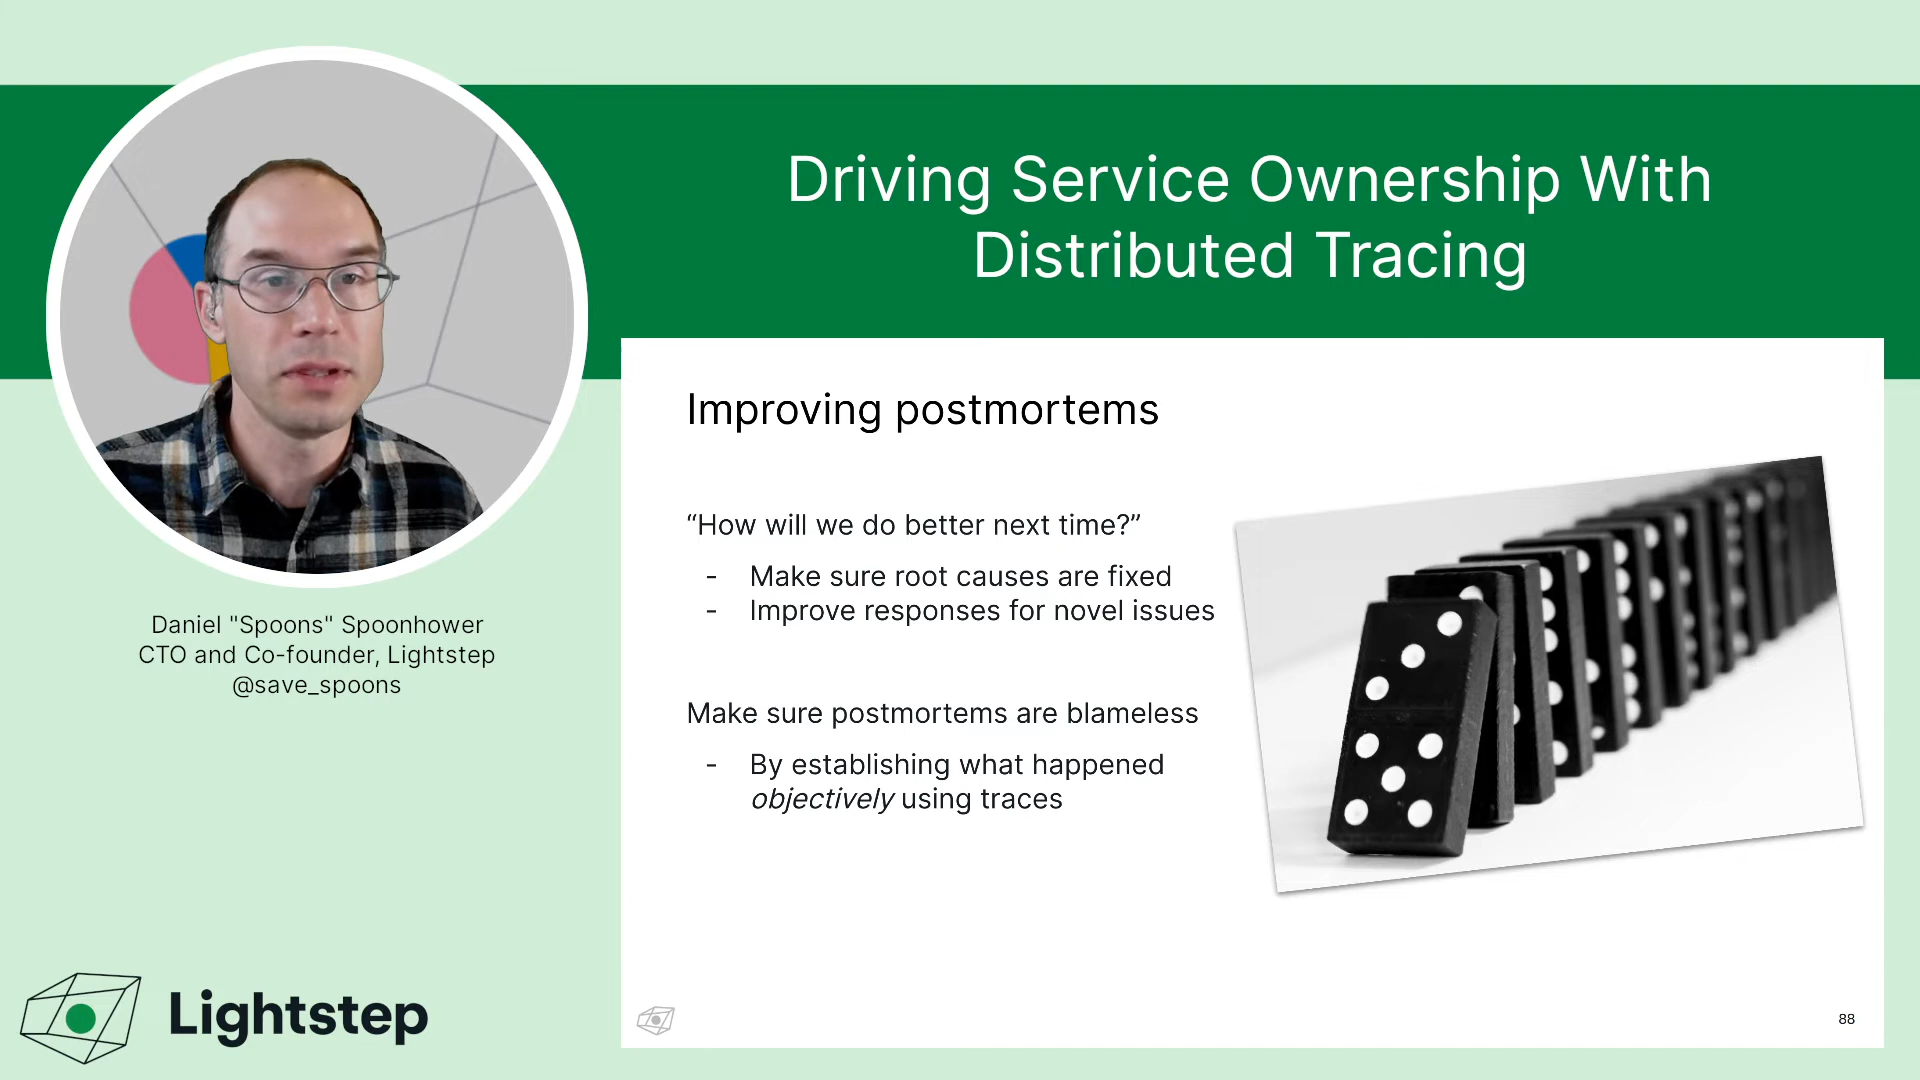 Driving Service Ownership With
Distributed Tracing
Daniel "Spoons" Spoonhower
CTO and Co-founder, Lightstep
@save_spoons
Lightstep
Improving postmortems
“How will we do better next time?”
- Make sure root causes are fixed
- Improve responses for novel issues
Make sure postmortems are blameless
- By establishing what happened
objectively using traces
88